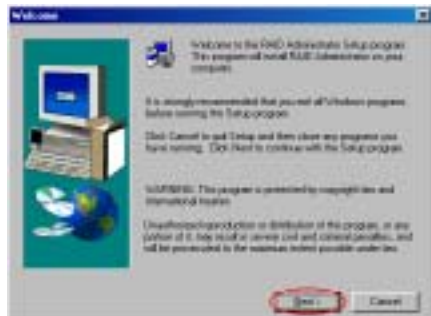 Welcome
Welcome to the RAID Administrator Setup program.
This program will install RAID Administrator on your
computer.
It is strongly recommended that you exit all Windows programs
before running this Setup program.
Click Cancel to quit Setup and then close any programs you
have running. Click Next to continue with the Setup program.
WARNING: This program is protected by copyright law and
international treaties.
Unauthorized reproduction or distribution of this program, or any
portion of it, may result in severe civil and criminal penalties, and
will be prosecuted to the maximum extent possible under law.
Next >
Cancel